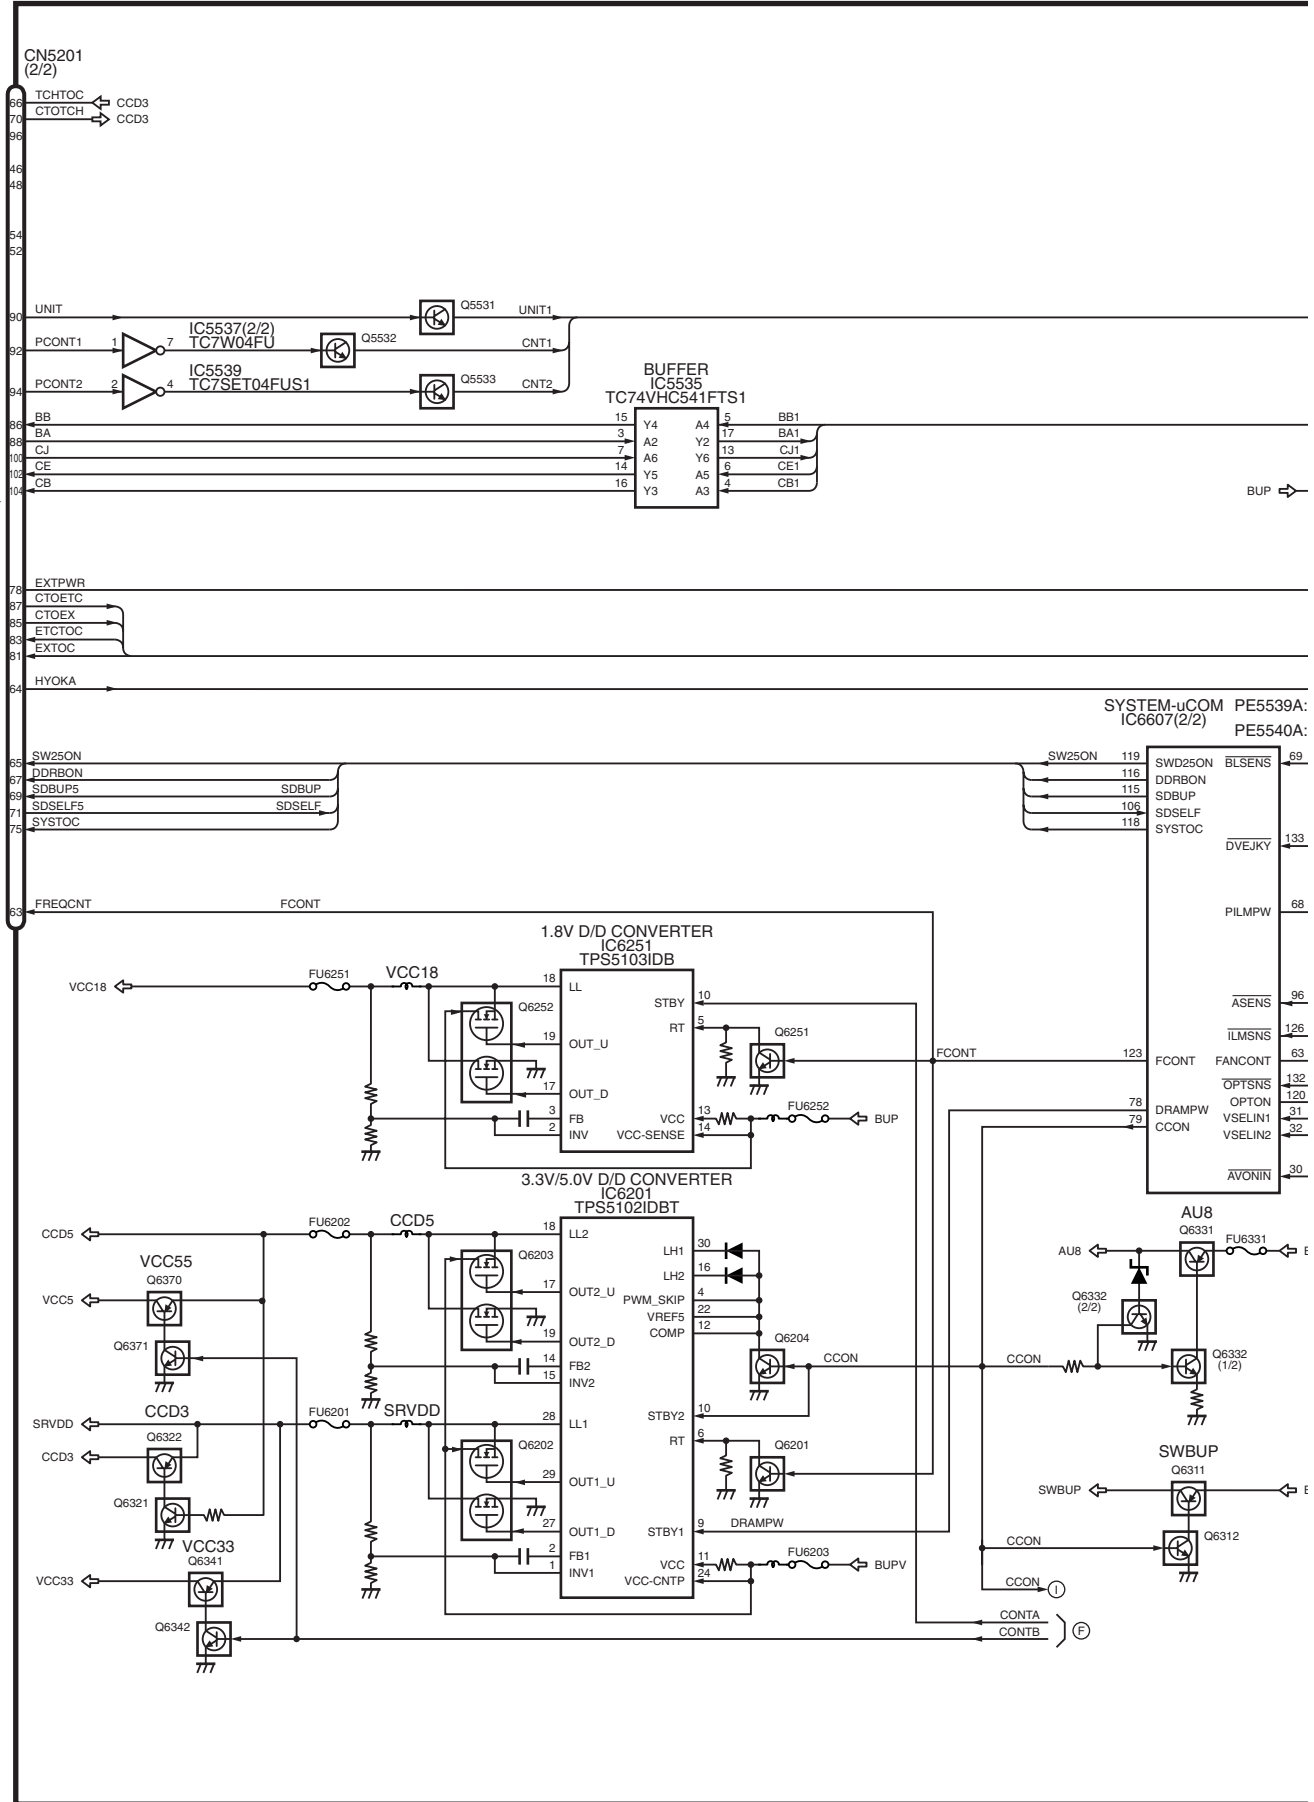 CN5201
(2/2)
66 TCHTOC CCD3
70 CTOTCH CCD3
96
46
48
54
52
90 UNIT Q5531 UNIT1
IC5537(2/2)
TC7W04FU
92 PCONT1 1 7 Q5532 CNT1
IC5539
TC7SET04FUS1
94 PCONT2 2 4 Q5533 CNT2
BUFFER
IC5535
TC74VHC541FTS1
86 BB 15 Y4 A4 5 BB1
88 BA 3 A2 Y2 17 BA1
100 CJ 7 A6 Y6 13 CJ1
102 CE 14 Y5 A5 6 CE1
104 CB 16 Y3 A3 4 CB1
BUP
78 EXTPWR
87 CTOETC
85 CTOEX
83 ETCTOC
81 EXTOC
64 HYOKA
SYSTEM-uCOM PE5539A:
IC6607(2/2)
PE5540A:
65 SW25ON SW25ON 119 SWD25ON BLSENS 69
67 DDRBON 116 DDRBON
69 SDBUP5 SDBUP 115 SDBUP
71 SDSELF5 SDSELF 106 SDSELF
75 SYSTOC 118 SYSTOC
DVEJKY 133
63 FREQCNT FCONT PILMPW 68
1.8V D/D CONVERTER
IC6251
TPS5103IDB
VCC18 FU6251 VCC18 18 LL
Q6252 STBY 10 ASENS 96
RT 5 Q6251
19 OUT_U ILMSNS 126
FCONT 123 FCONT FANCONT 63
17 OUT_D OPTSNS 132
OPTON 120
3 FB VCC 13 FU6252 BUP 78 DRAMPW VSELIN1 31
2 INV VCC-SENSE 14 79 CCON VSELIN2 32
AVONIN 30
3.3V/5.0V D/D CONVERTER
IC6201
TPS5102IDBT
CCD5 FU6202 CCD5 18 LL2
Q6203 LH1 30
AU8
Q6331
AU8 FU6331
VCC55
Q6370
VCC5 17 OUT2_U LH2 16
PWM_SKIP 4
VREF5 22
COMP 12
Q6332
(2/2)
Q6371 19 OUT2_D Q6204
14 FB2 CCON CCON Q6332
(1/2)
15 INV2
CCD3
SRVDD FU6201 SRVDD 28 LL1 STBY2 10
Q6322 Q6202 RT 6 Q6201
CCD3
SWBUP
Q6311
29 OUT1_U SWBUP
Q6321
27 OUT1_D STBY1 9 DRAMPW
CCON Q6312
VCC33
Q6341 2 FB1 VCC 11 FU6203 BUPV
VCC33 1 INV1 VCC-CNTP 24
CCON I
Q6342
CONTA
CONTB F